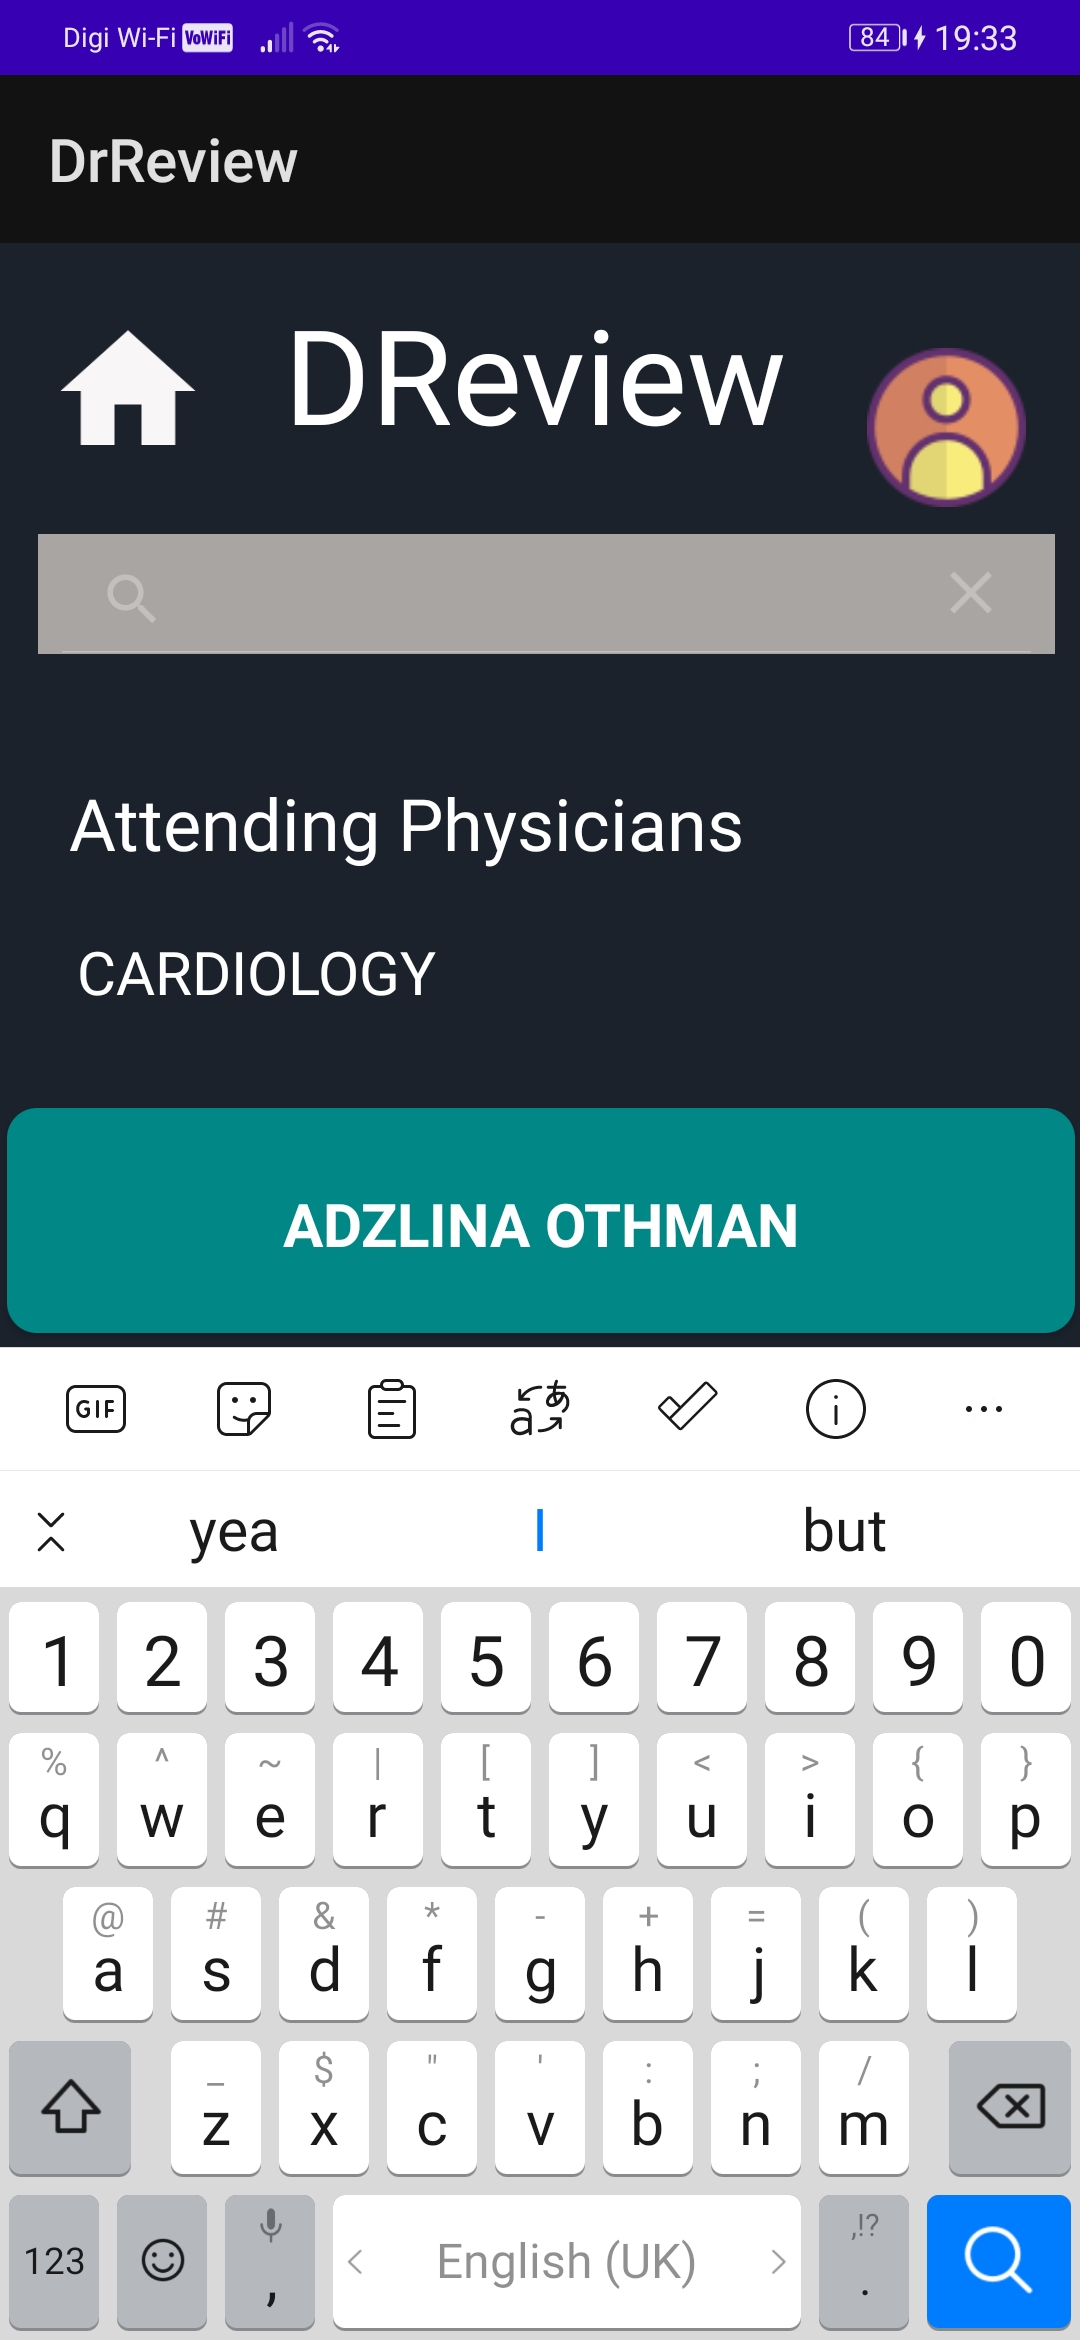 Digi Wi-Fi VoWiFi 84 19:33
DrReview
DReview
Attending Physicians
CARDIOLOGY
ADZLINA OTHMAN
GIF a あ i ...
yea I but
1 2 3 4 5 6 7 8 9 0
% ^ ~ | [ ] < > { }
q w e r t y u i o p
@ # & * - + = ( )
a s d f g h j k l
_ $ " ' : ; /
z x c v b n m
,!?
123 , < English (UK) > .